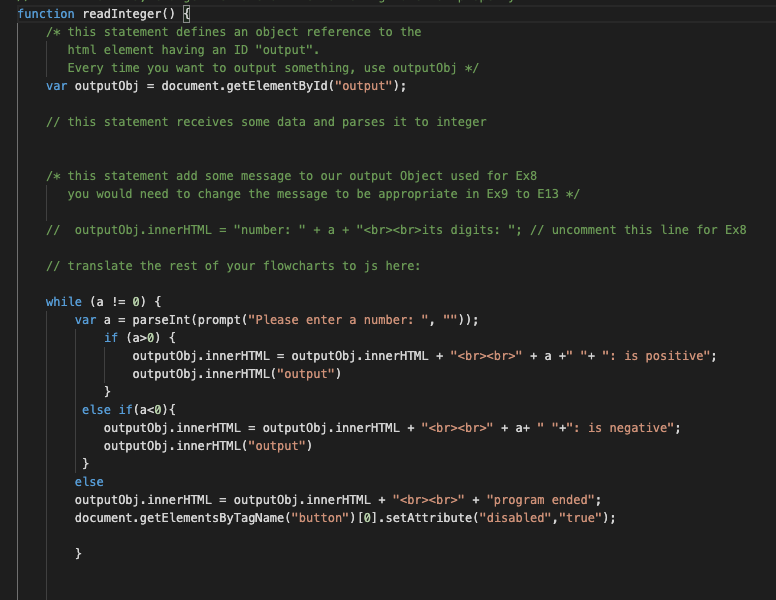 function readInteger() {
/* this statement defines an object reference to the
html element having an ID "output".
Every time you want to output something, use outputObj */
var outputObj = document.getElementById("output");
// this statement receives some data and parses it to integer
/* this statement add some message to our output Object used for Ex8
you would need to change the message to be appropriate in Ex9 to E13 */
//  outputObj.innerHTML = "number: " + a + "<br><br>its digits: "; // uncomment this line for Ex8
// translate the rest of your flowcharts to js here:
while (a != 0) {
var a = parseInt(prompt("Please enter a number: ", ""));
if (a>0) {
outputObj.innerHTML = outputObj.innerHTML + "<br><br>" + a +" "+ ": is positive";
outputObj.innerHTML("output")
}
else if(a<0){
outputObj.innerHTML = outputObj.innerHTML + "<br><br>" + a+ " "+": is negative";
outputObj.innerHTML("output")
}
else
outputObj.innerHTML = outputObj.innerHTML + "<br><br>" + "program ended";
document.getElementsByTagName("button")[0].setAttribute("disabled","true");
}